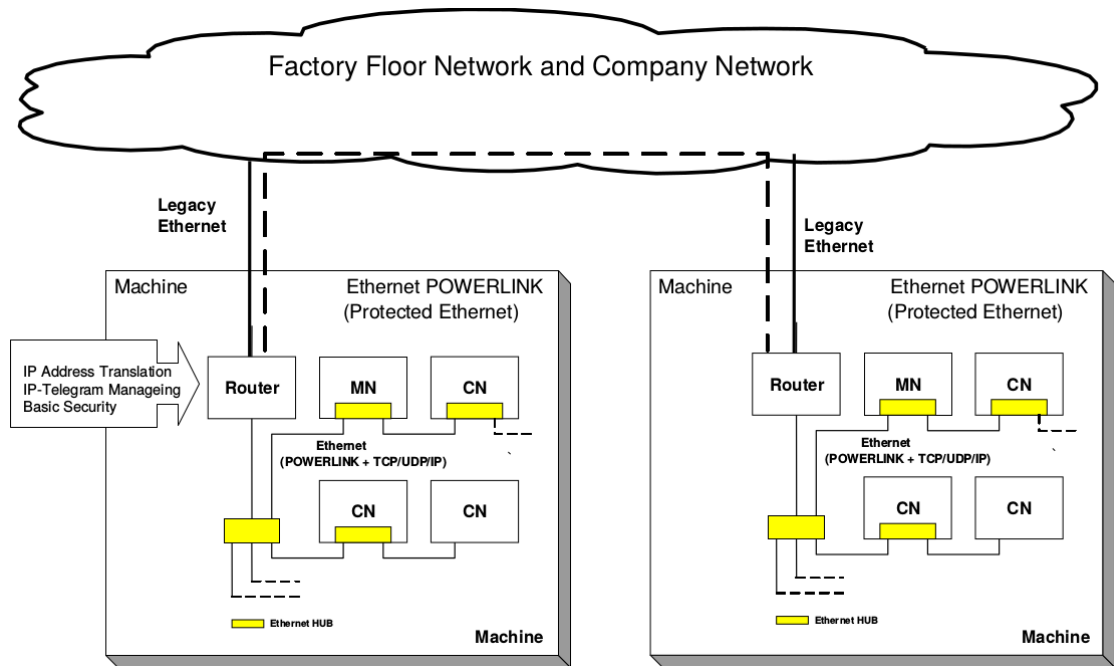 Factory Floor Network and Company Network
Legacy
Ethernet
Legacy
Ethernet
Machine
Ethernet POWERLINK
(Protected Ethernet)
IP Address Translation
IP-Telegram Manageing
Basic Security
Router
MN
CN
Ethernet
(POWERLINK + TCP/UDP/IP)
CN
CN
Ethernet HUB
Machine
Machine
Ethernet POWERLINK
(Protected Ethernet)
Router
MN
CN
Ethernet
(POWERLINK + TCP/UDP/IP)
CN
CN
Ethernet HUB
Machine